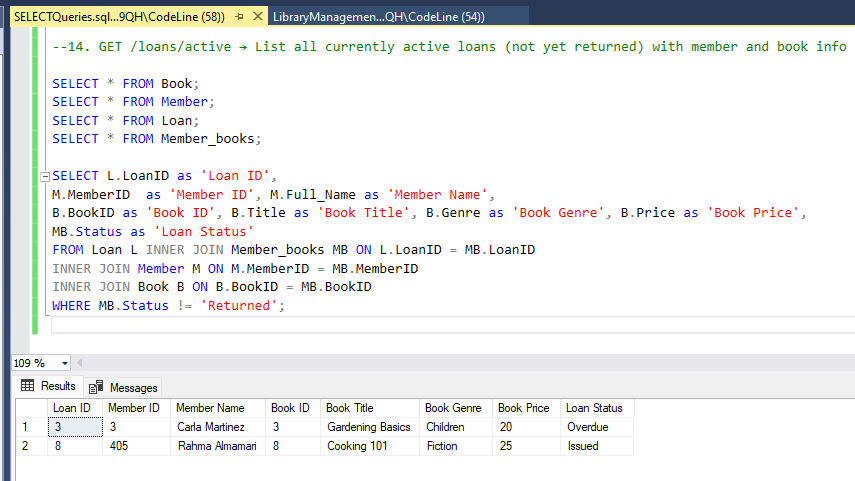 SELECTQueries.sql...9QH\CodeLine (58)) LibraryManagemen...QH\CodeLine (54))
--14. GET /loans/active → List all currently active loans (not yet returned) with member and book info
SELECT * FROM Book;
SELECT * FROM Member;
SELECT * FROM Loan;
SELECT * FROM Member_books;
SELECT L.LoanID as 'Loan ID',
M.MemberID  as 'Member ID', M.Full_Name as 'Member Name',
B.BookID as 'Book ID', B.Title as 'Book Title', B.Genre as 'Book Genre', B.Price as 'Book Price',
MB.Status as 'Loan Status'
FROM Loan L INNER JOIN Member_books MB ON L.LoanID = MB.LoanID
INNER JOIN Member M ON M.MemberID = MB.MemberID
INNER JOIN Book B ON B.BookID = MB.BookID
WHERE MB.Status != 'Returned';
109 %
Results Messages
Loan ID Member ID Member Name Book ID Book Title Book Genre Book Price Loan Status
1 3 3 Carla Martinez 3 Gardening Basics Children 20 Overdue
2 8 405 Rahma Almamari 8 Cooking 101 Fiction 25 Issued